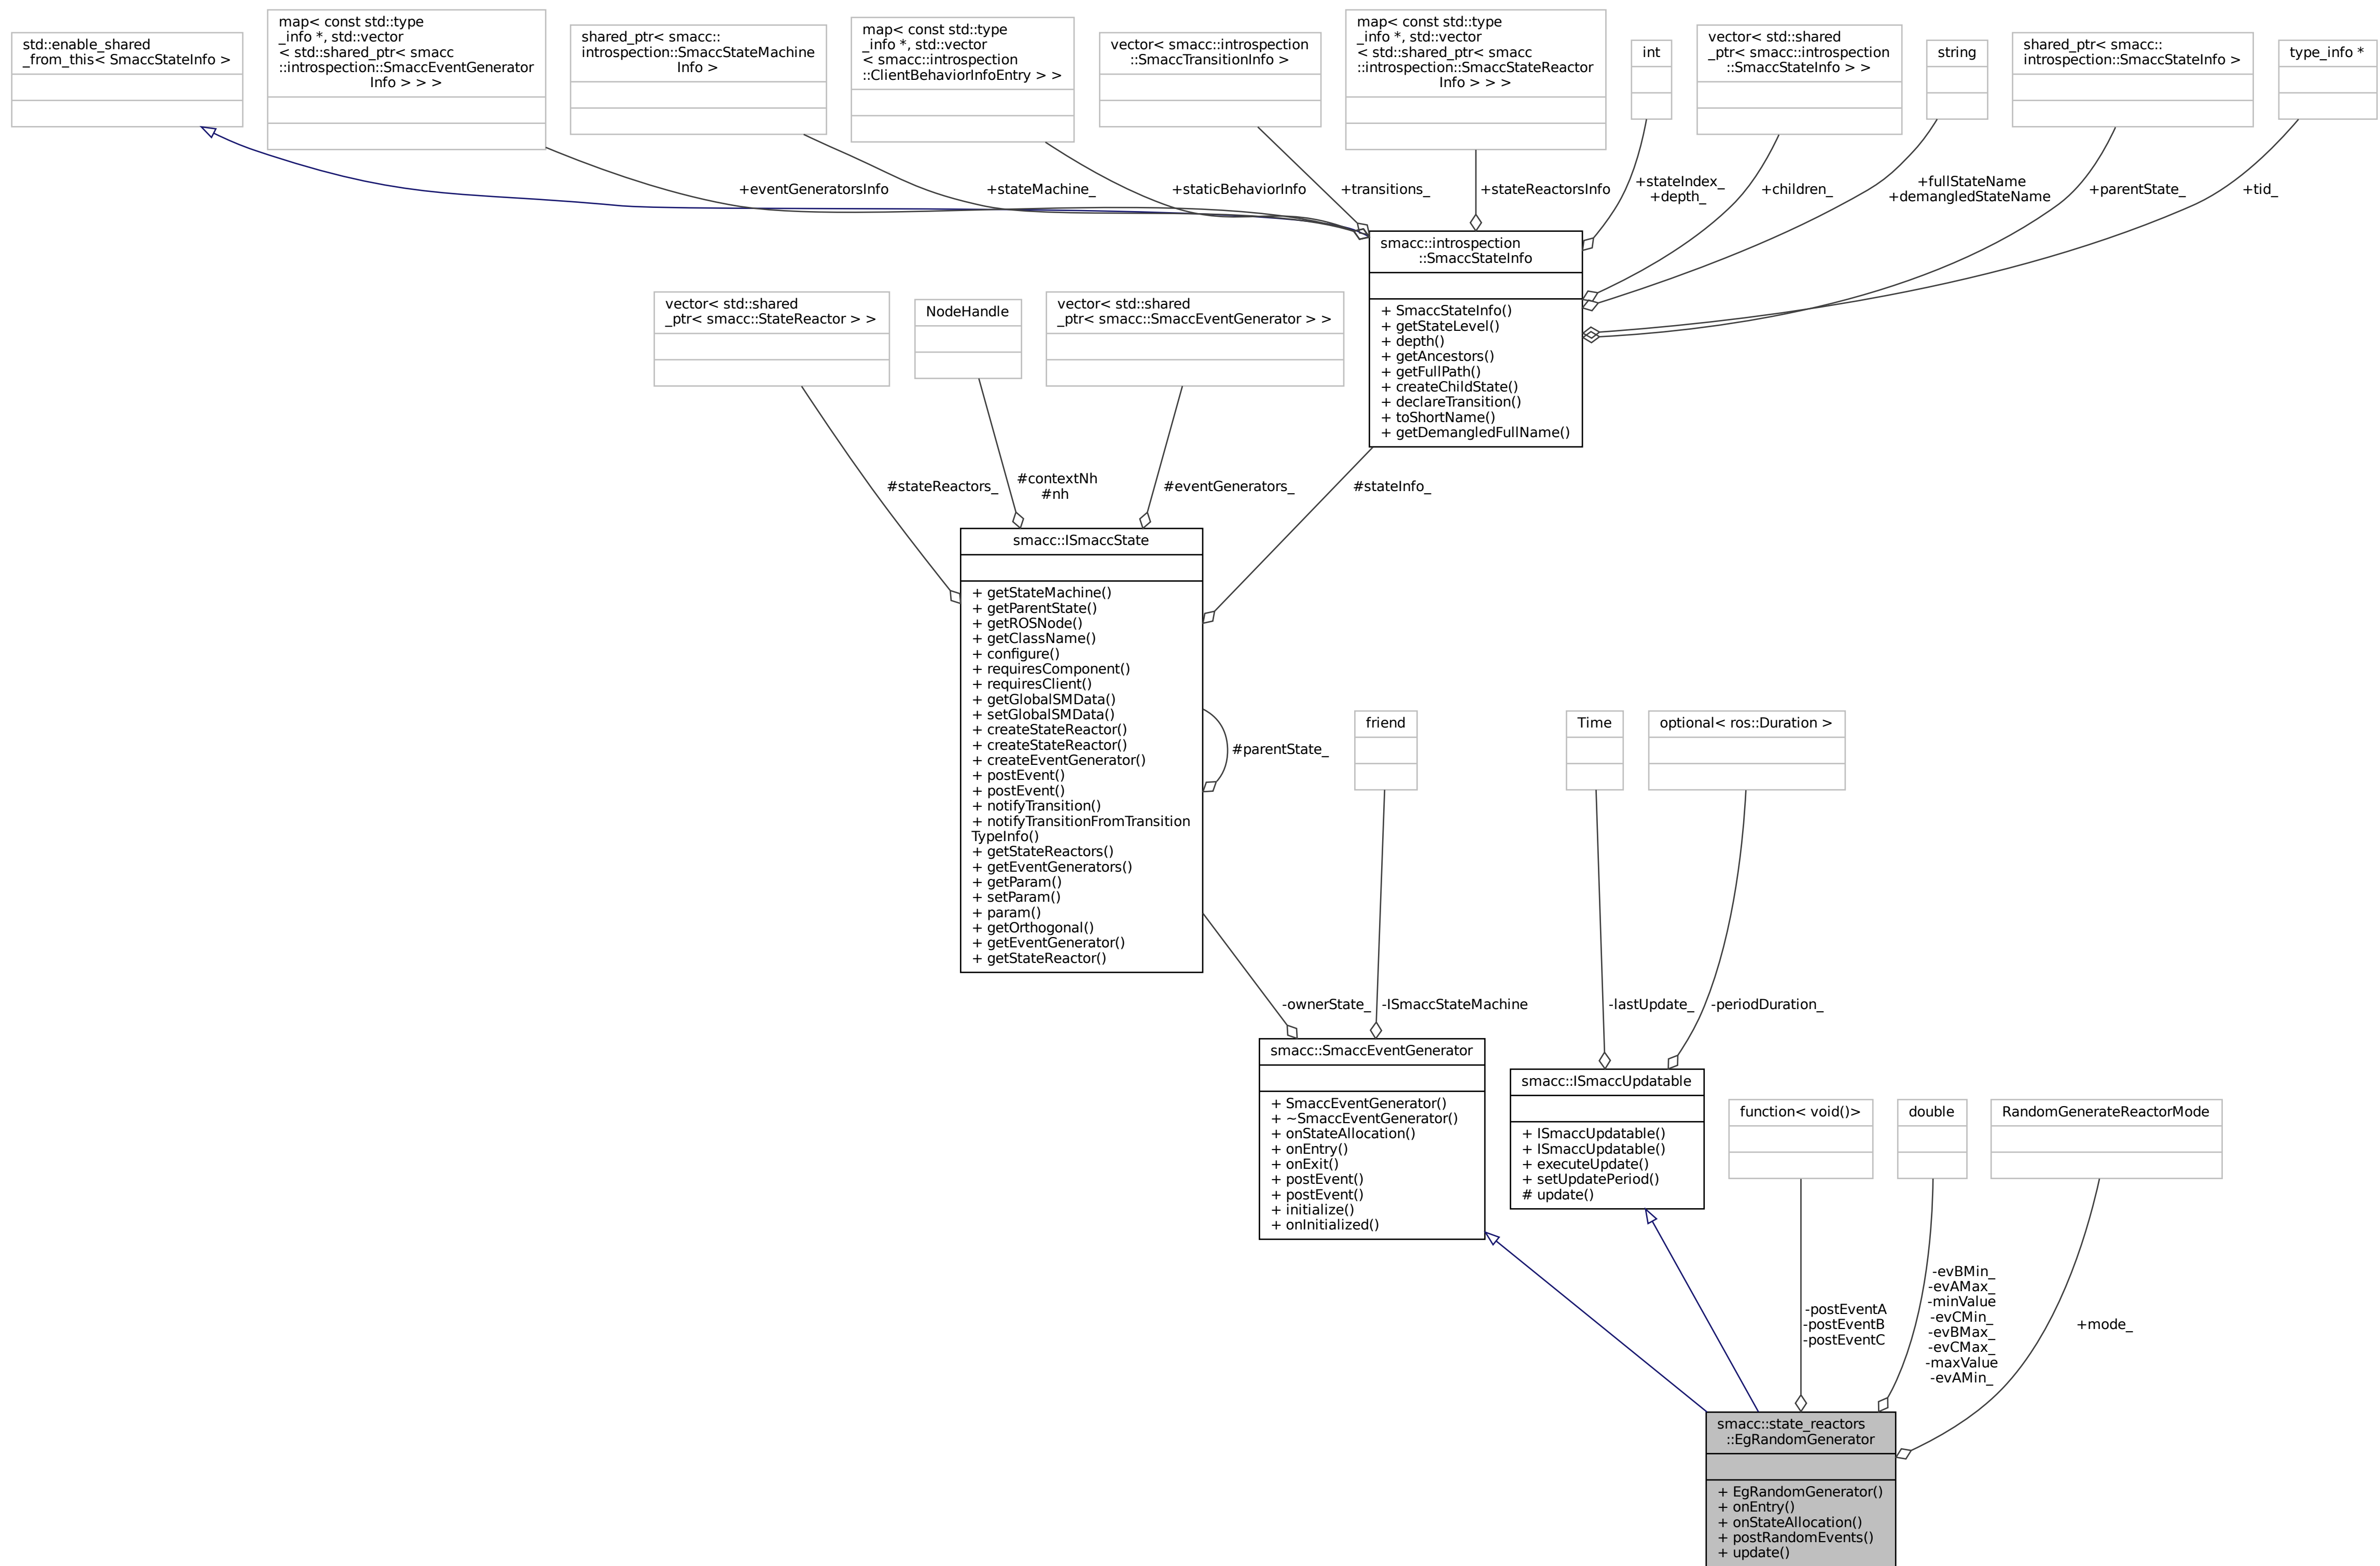 std::enable_shared
_from_this< SmaccStateInfo >
map< const std::type
_info *, std::vector
< std::shared_ptr< smacc
::introspection::SmaccEventGenerator
Info > > >
shared_ptr< smacc::
introspection::SmaccStateMachine
Info >
map< const std::type
_info *, std::vector
< smacc::introspection
::ClientBehaviorInfoEntry > >
vector< smacc::introspection
::SmaccTransitionInfo >
map< const std::type
_info *, std::vector
< std::shared_ptr< smacc
::introspection::SmaccStateReactor
Info > > >
int
vector< std::shared
_ptr< smacc::introspection
::SmaccStateInfo > >
string
shared_ptr< smacc::
introspection::SmaccStateInfo >
type_info *
+eventGeneratorsInfo
+stateMachine_
+staticBehaviorInfo
+transitions_
+stateReactorsInfo
+stateIndex_
+depth_
+children_
+fullStateName
+demangledStateName
+parentState_
+tid_
smacc::introspection
::SmaccStateInfo
+ SmaccStateInfo()
+ getStateLevel()
+ depth()
+ getAncestors()
+ getFullPath()
+ createChildState()
+ declareTransition()
+ toShortName()
+ getDemangledFullName()
vector< std::shared
_ptr< smacc::StateReactor > >
NodeHandle
vector< std::shared
_ptr< smacc::SmaccEventGenerator > >
#stateReactors_
#contextNh
#nh
#eventGenerators_
#stateInfo_
smacc::ISmaccState
+ getStateMachine()
+ getParentState()
+ getROSNode()
+ getClassName()
+ configure()
+ requiresComponent()
+ requiresClient()
+ getGlobalSMData()
+ setGlobalSMData()
+ createStateReactor()
+ createStateReactor()
+ createEventGenerator()
+ postEvent()
+ postEvent()
+ notifyTransition()
+ notifyTransitionFromTransition
TypeInfo()
+ getStateReactors()
+ getEventGenerators()
+ getParam()
+ setParam()
+ param()
+ getOrthogonal()
+ getEventGenerator()
+ getStateReactor()
#parentState_
friend
Time
optional< ros::Duration >
-ownerState_
-ISmaccStateMachine
-lastUpdate_
-periodDuration_
smacc::SmaccEventGenerator
+ SmaccEventGenerator()
+ ~SmaccEventGenerator()
+ onStateAllocation()
+ onEntry()
+ onExit()
+ postEvent()
+ postEvent()
+ initialize()
+ onInitialized()
smacc::ISmaccUpdatable
+ ISmaccUpdatable()
+ ISmaccUpdatable()
+ executeUpdate()
+ setUpdatePeriod()
# update()
function< void()>
double
RandomGenerateReactorMode
-postEventA
-postEventB
-postEventC
-evBMin_
-evAMax_
-minValue
-evCMin_
-evBMax_
-evCMax_
-maxValue
-evAMin_
+mode_
smacc::state_reactors
::EgRandomGenerator
+ EgRandomGenerator()
+ onEntry()
+ onStateAllocation()
+ postRandomEvents()
+ update()